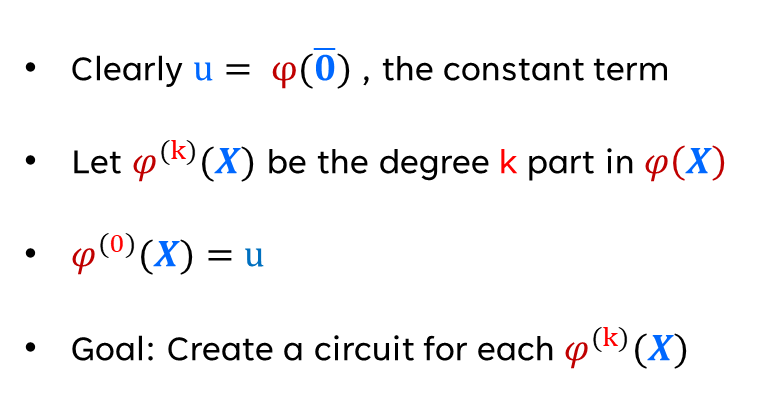 • Clearly u = φ(0̅) , the constant term
• Let φ⁽ᵏ⁾(X) be the degree k part in φ(X)
• φ⁽⁰⁾(X) = u
• Goal: Create a circuit for each φ⁽ᵏ⁾(X)